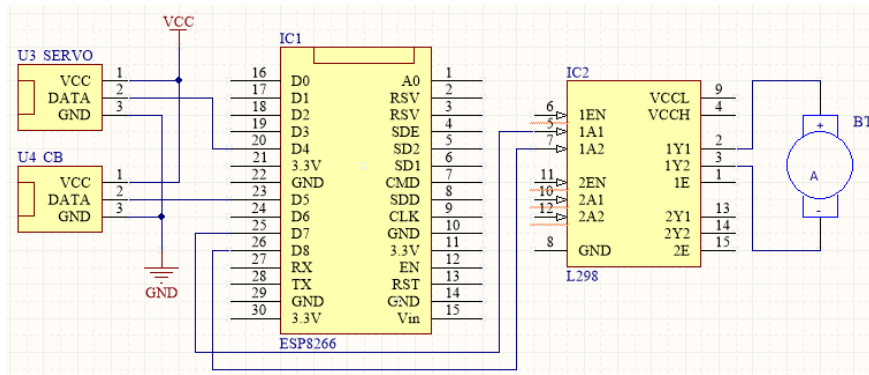 VCC
U3 SERVO
VCC 1
DATA 2
GND 3
U4 CB
VCC 1
DATA 2
GND 3
GND
IC1
16 D0 A0 1
17 D1 RSV 2
18 D2 RSV 3
19 D3 SDE 4
20 D4 SD2 5
21 3.3V SD1 6
22 GND CMD 7
23 D5 SDD 8
24 D6 CLK 9
25 D7 GND 10
26 D8 3.3V 11
27 RX EN 12
28 TX RST 13
29 GND GND 14
30 3.3V Vin 15
ESP8266
IC2
VCCL 9
6 1EN VCCH 4
5 1A1
7 1A2 1Y1 2
1Y2 3
11 2EN 1E 1
10 2A1
12 2A2 2Y1 13
2Y2 14
8 GND 2E 15
L298
+
BT
A
-